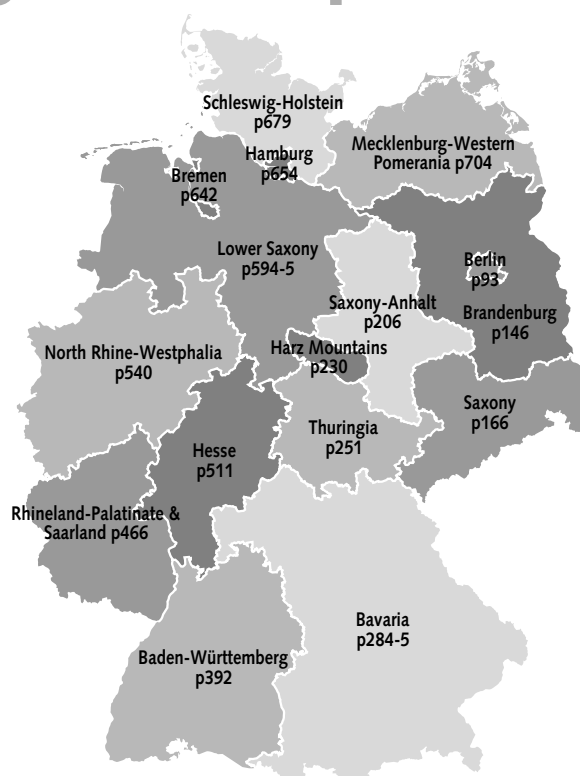 Schleswig-Holstein
p679
Mecklenburg-Western
Pomerania p704
Hamburg
p654
Bremen
p642
Lower Saxony
p594-5
Berlin
p93
Saxony-Anhalt
p206
Brandenburg
p146
North Rhine-Westphalia
p540
Harz Mountains
p230
Saxony
p166
Thuringia
p251
Hesse
p511
Rhineland-Palatinate &
Saarland p466
Bavaria
p284-5
Baden-Württemberg
p392